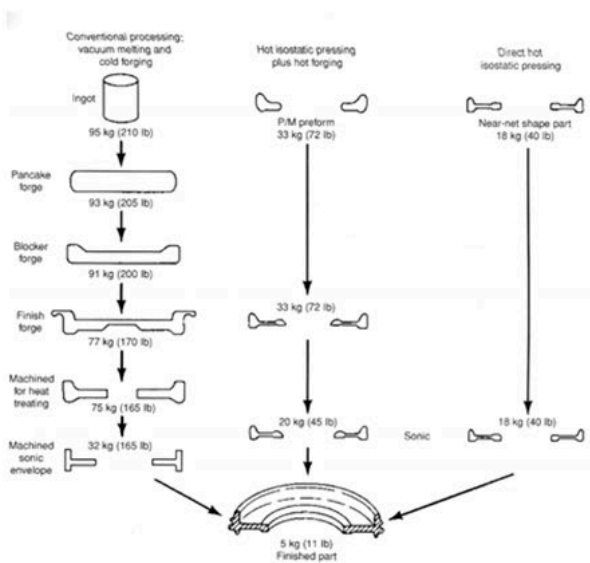 Conventional processing;
vacuum melting and
cold forging
Ingot
95 kg (210 lb)
Pancake
forge
93 kg (205 lb)
Blocker
forge
91 kg (200 lb)
Finish
forge
77 kg (170 lb)
Machined
for heat
treating
75 kg (165 lb)
Machined
sonic
envelope
32 kg (165 lb)
Hot isostatic pressing
plus hot forging
P/M preform
33 kg (72 lb)
33 kg (72 lb)
20 kg (45 lb)
Direct hot
isostatic pressing
Near-net shape part
18 kg (40 lb)
18 kg (40 lb)
Sonic
5 kg (11 lb)
Finished part